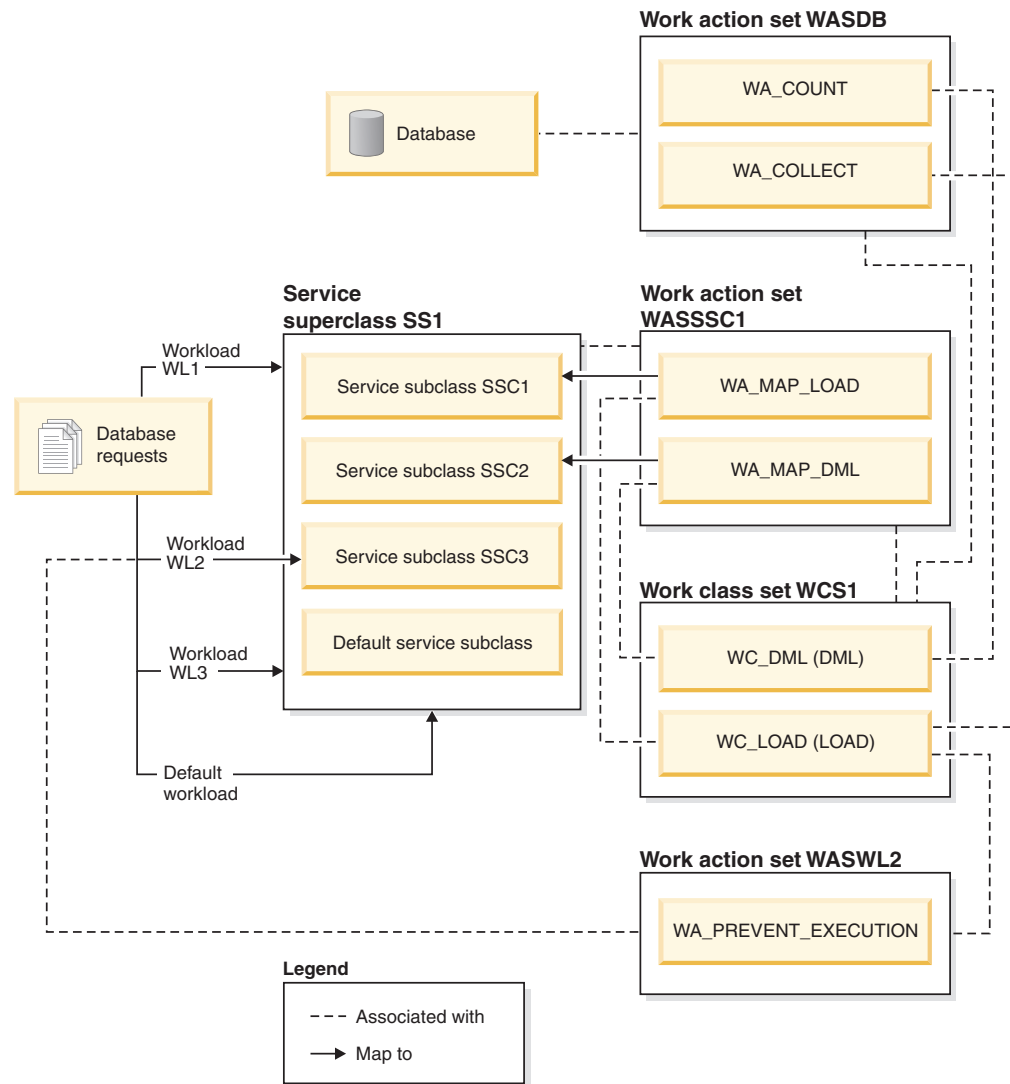 Work action set WASDB
WA_COUNT
Database
WA_COLLECT
Service
superclass SS1
Work action set
WASSSC1
Workload
WL1
Service subclass SSC1
WA_MAP_LOAD
Database
requests
Service subclass SSC2
WA_MAP_DML
Workload
WL2
Service subclass SSC3
Work class set WCS1
Default service subclass
WC_DML (DML)
Workload
WL3
WC_LOAD (LOAD)
Default
workload
Work action set WASWL2
WA_PREVENT_EXECUTION
Legend
Associated with
Map to